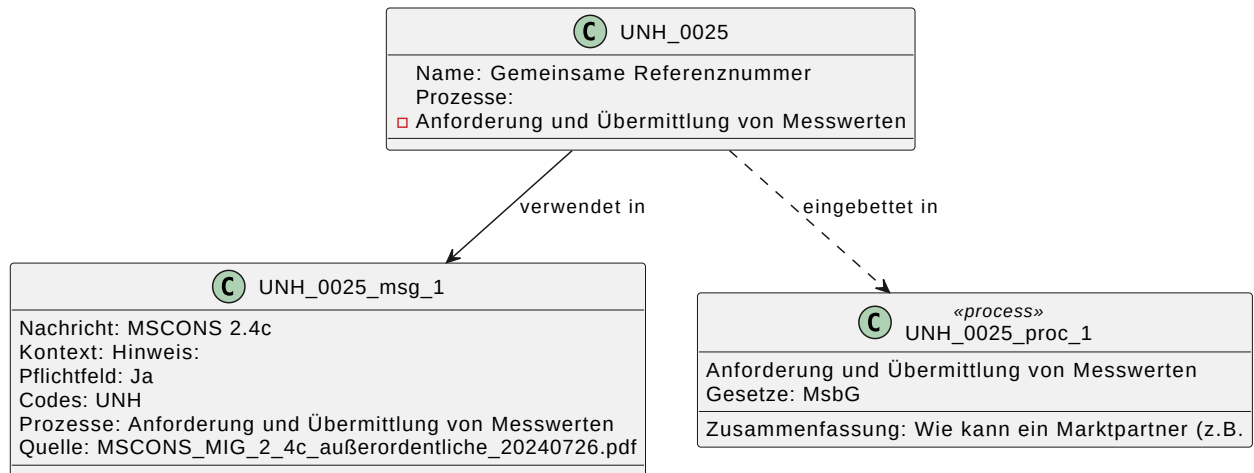 C UNH_0025
Name: Gemeinsame Referenznummer
Prozesse:
Anforderung und Übermittlung von Messwerten
verwendet in
eingebettet in
C UNH_0025_msg_1
Nachricht: MSCONS 2.4c
Kontext: Hinweis:
Pflichtfeld: Ja
Codes: UNH
Prozesse: Anforderung und Übermittlung von Messwerten
Quelle: MSCONS_MIG_2_4c_außerordentliche_20240726.pdf
C «process»
UNH_0025_proc_1
Anforderung und Übermittlung von Messwerten
Gesetze: MsbG
Zusammenfassung: Wie kann ein Marktpartner (z.B.